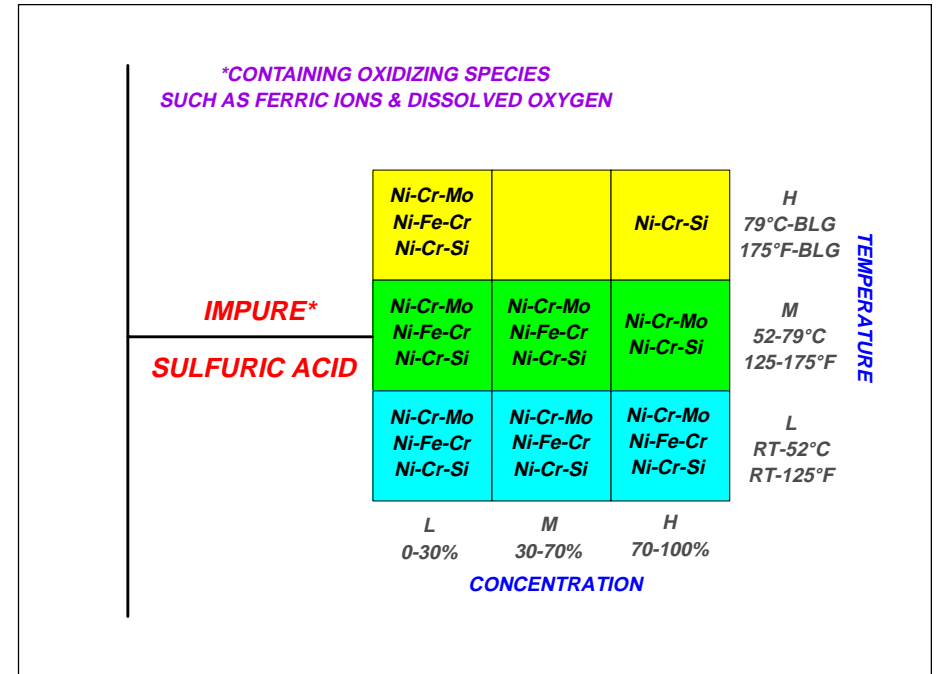 *CONTAINING OXIDIZING SPECIES
SUCH AS FERRIC IONS & DISSOLVED OXYGEN
Ni-Cr-Mo
Ni-Fe-Cr
Ni-Cr-Si
Ni-Cr-Si
H
79°C-BLG
175°F-BLG
TEMPERATURE
IMPURE*
SULFURIC ACID
Ni-Cr-Mo
Ni-Fe-Cr
Ni-Cr-Si
Ni-Cr-Mo
Ni-Fe-Cr
Ni-Cr-Si
Ni-Cr-Mo
Ni-Cr-Si
M
52-79°C
125-175°F
Ni-Cr-Mo
Ni-Fe-Cr
Ni-Cr-Si
Ni-Cr-Mo
Ni-Fe-Cr
Ni-Cr-Si
Ni-Cr-Mo
Ni-Fe-Cr
Ni-Cr-Si
L
RT-52°C
RT-125°F
L
0-30%
M
30-70%
H
70-100%
CONCENTRATION